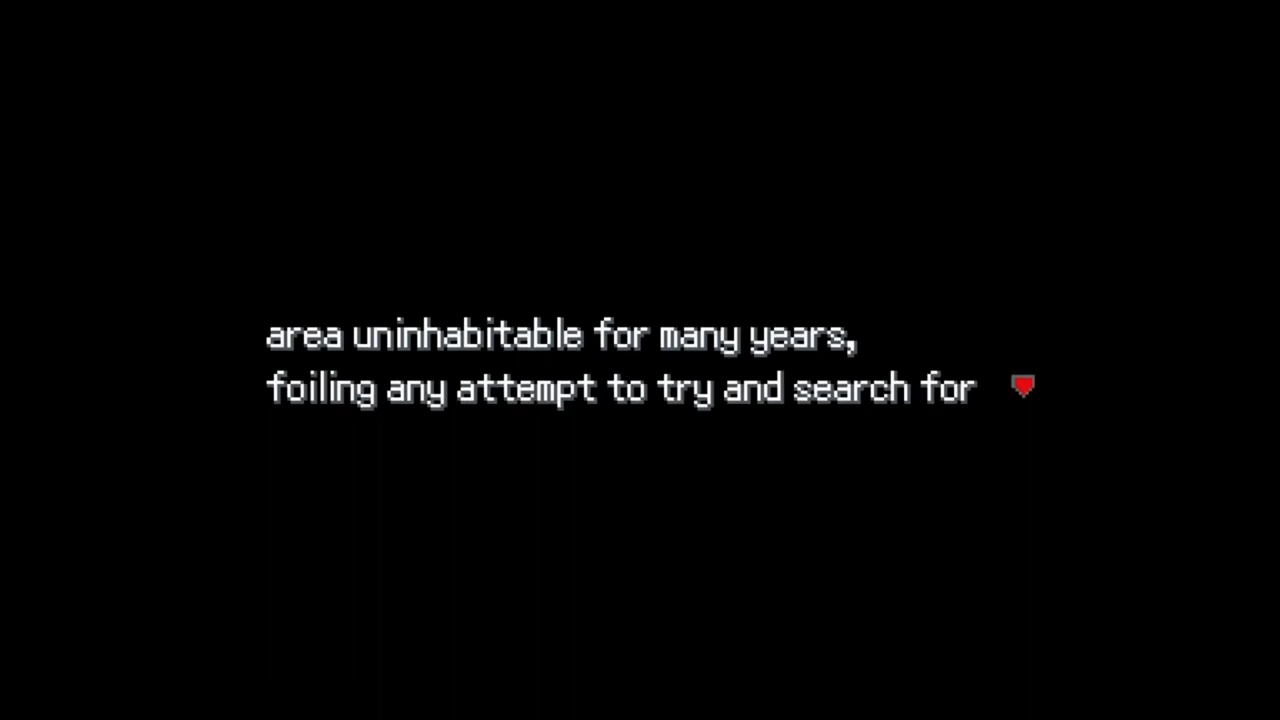 area uninhabitable for many years,
foiling any attempt to try and search for